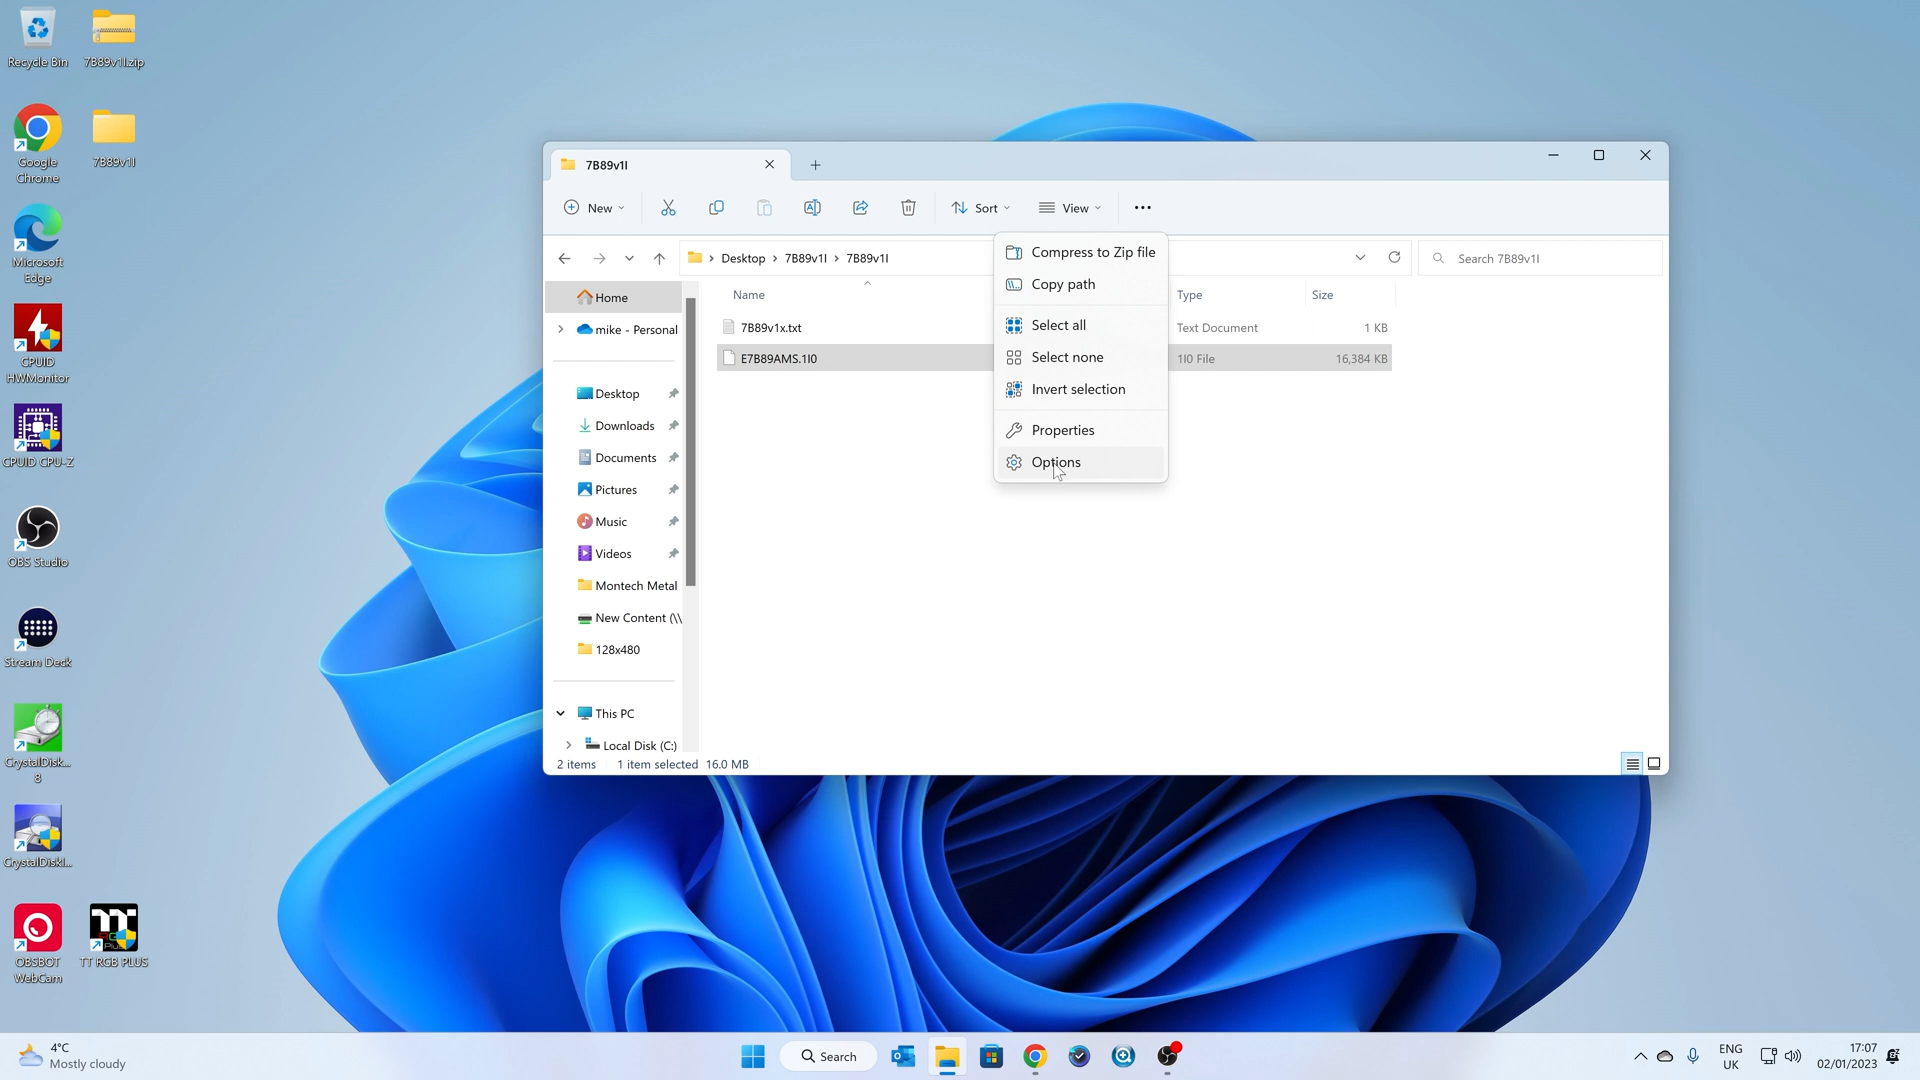 Recycle Bin
7B89v1I.zip
Google
Chrome
7B89v1I
Microsoft
Edge
CPUID
HWMonitor
CPUID CPU-Z
OBS Studio
Stream Deck
CrystalDisk...
8
CrystalDiskI...
OBSBOT
WebCam
TT RGB PLUS
7B89v1I
New
Sort
View
Desktop
7B89v1I
7B89v1I
Search 7B89v1I
Home
mike - Personal
Desktop
Downloads
Documents
Pictures
Music
Videos
Montech Metal
New Content (\\
128x480
This PC
Local Disk (C:)
Name
Type
Size
7B89v1x.txt
Text Document
1 KB
E7B89AMS.1I0
1I0 File
16,384 KB
Compress to Zip file
Copy path
Select all
Select none
Invert selection
Properties
Options
2 items
1 item selected 16.0 MB
4°C
Mostly cloudy
Search
ENG
UK
17:07
02/01/2023